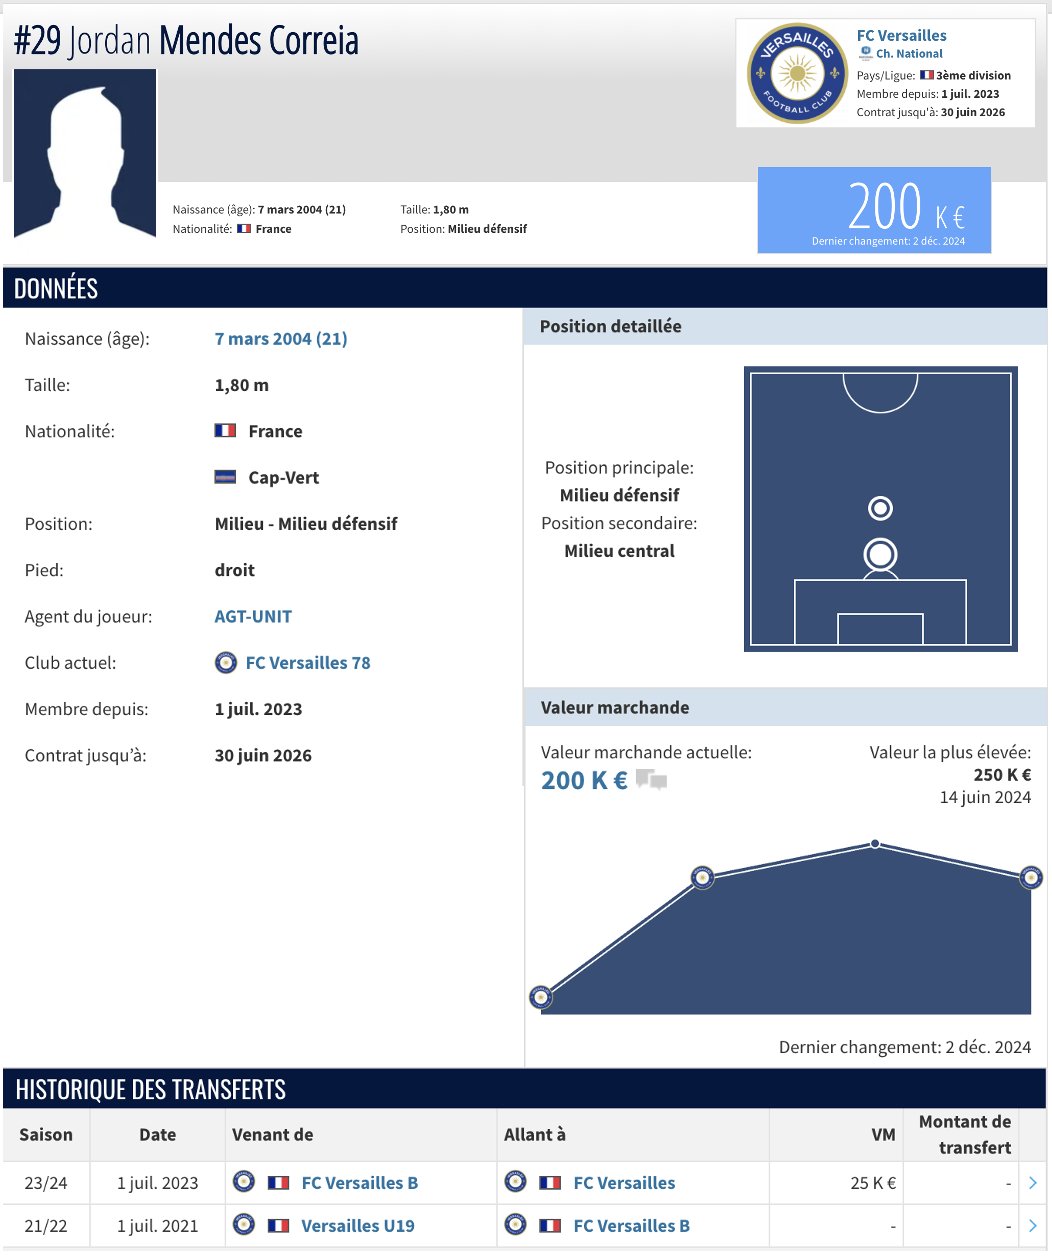 #29 Jordan Mendes Correia
VERSAILLES
FOOTBALL CLUB
FC Versailles
Ch. National
Pays/Ligue: 3ème division
Membre depuis: 1 juil. 2023
Contrat jusqu'à: 30 juin 2026
Naissance (âge): 7 mars 2004 (21)
Nationalité: France
Taille: 1,80 m
Position: Milieu défensif
200 K €
Dernier changement: 2 déc. 2024
DONNÉES
Naissance (âge): 7 mars 2004 (21)
Taille: 1,80 m
Nationalité: France
Cap-Vert
Position: Milieu - Milieu défensif
Pied: droit
Agent du joueur: AGT-UNIT
Club actuel: FC Versailles 78
Membre depuis: 1 juil. 2023
Contrat jusqu'à: 30 juin 2026
Position detaillée
Position principale:
Milieu défensif
Position secondaire:
Milieu central
Valeur marchande
Valeur marchande actuelle:
200 K €
Valeur la plus élevée:
250 K €
14 juin 2024
Dernier changement: 2 déc. 2024
HISTORIQUE DES TRANSFERTS
Saison Date Venant de Allant à VM Montant de transfert
23/24 1 juil. 2023 FC Versailles B FC Versailles 25 K € -
21/22 1 juil. 2021 Versailles U19 FC Versailles B - -